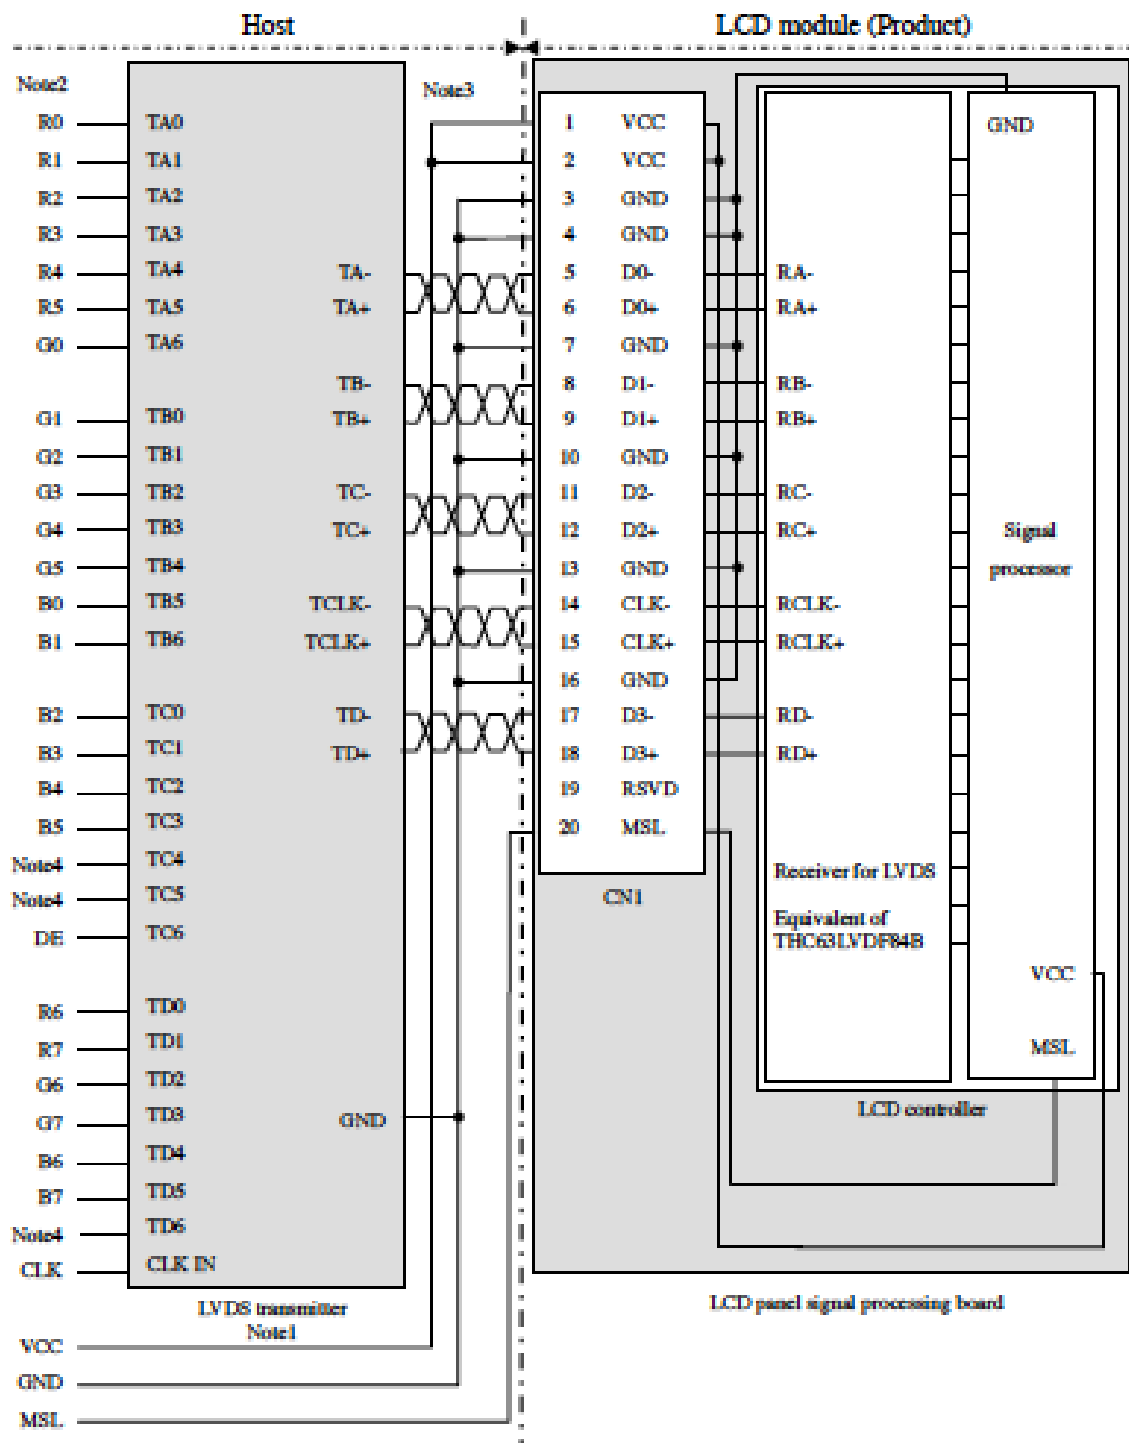 Host
LCD module (Product)
Note2
Note3
R0 TA0
R1 TA1
R2 TA2
R3 TA3
R4 TA4 TA-
R5 TA5 TA+
G0 TA6
TB-
G1 TB0 TB+
G2 TB1
G3 TB2 TC-
G4 TB3 TC+
G5 TB4
B0 TB5 TCLK-
B1 TB6 TCLK+
B2 TC0 TD-
B3 TC1 TD+
B4 TC2
B5 TC3
Note4 TC4
Note4 TC5
DE TC6
R6 TD0
R7 TD1
G6 TD2
G7 TD3 GND
B6 TD4
B7 TD5
Note4 TD6
CLK CLK IN
LVDS transmitter
Note1
VCC
GND
MSL
1 VCC
2 VCC
3 GND
4 GND
5 D0-
6 D0+
7 GND
8 D1-
9 D1+
10 GND
11 D2-
12 D2+
13 GND
14 CLK-
15 CLK+
16 GND
17 D3-
18 D3+
19 RSVD
20 MSL
CN1
RA-
RA+
RB-
RB+
RC-
RC+
RCLK-
RCLK+
RD-
RD+
Receiver for LVDS
Equivalent of
THC63LVDF84B
GND
Signal
processor
VCC
MSL
LCD controller
LCD panel signal processing board